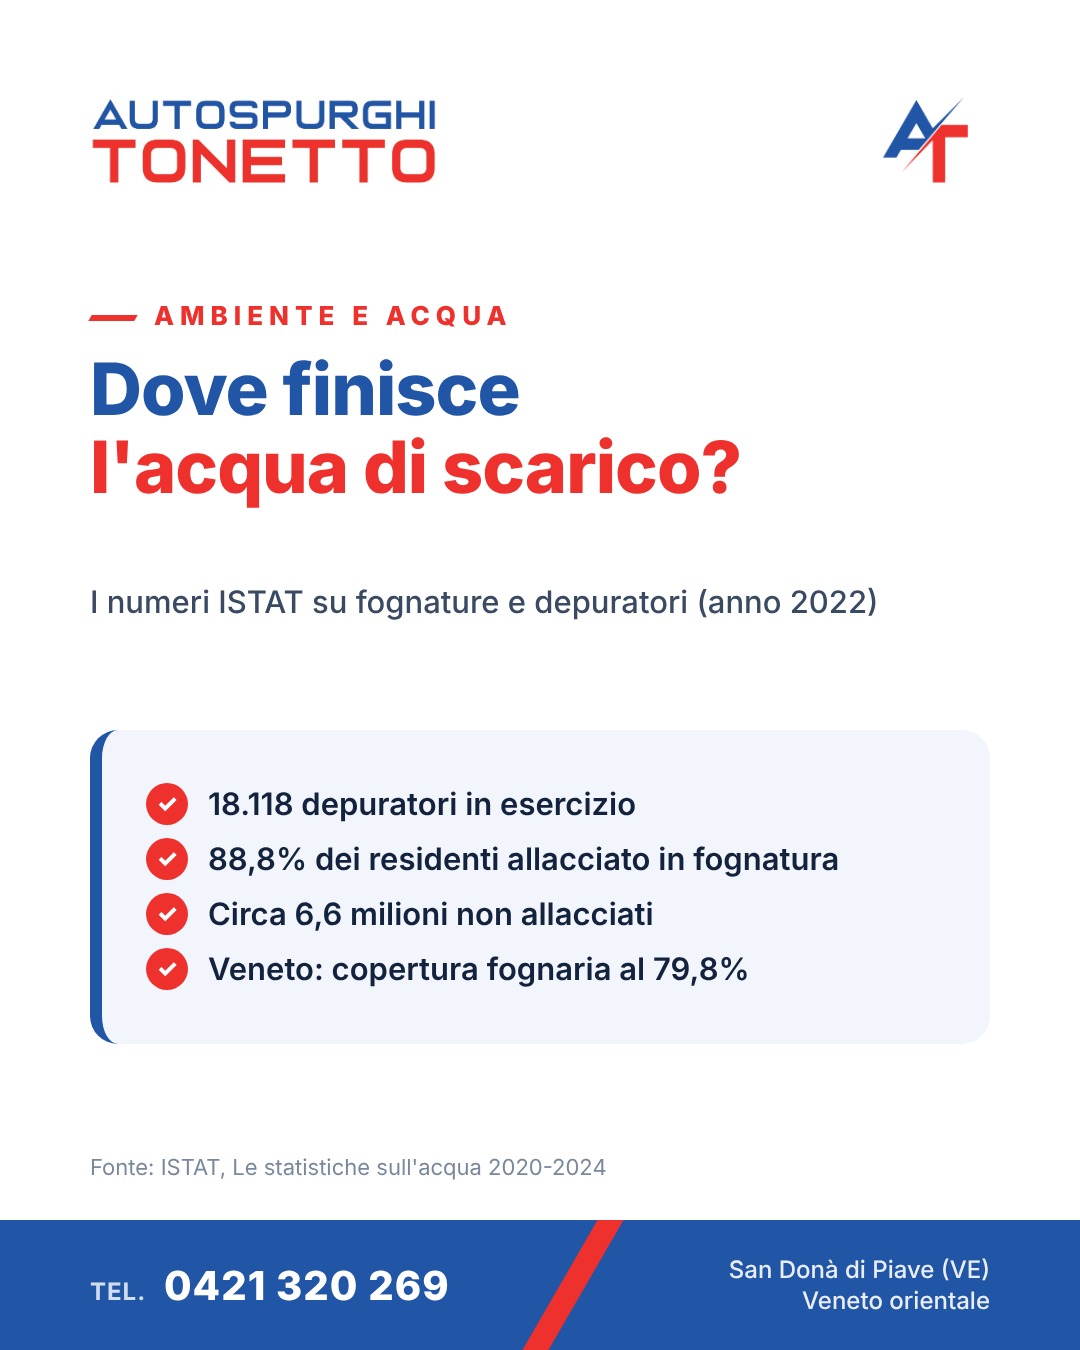 AUTOSPURGHI
TONETTO
AT
AMBIENTE E ACQUA
Dove finisce
l'acqua di scarico?
I numeri ISTAT su fognature e depuratori (anno 2022)
18.118 depuratori in esercizio
88,8% dei residenti allacciato in fognatura
Circa 6,6 milioni non allacciati
Veneto: copertura fognaria al 79,8%
Fonte: ISTAT, Le statistiche sull'acqua 2020-2024
TEL. 0421 320 269
San Donà di Piave (VE)
Veneto orientale